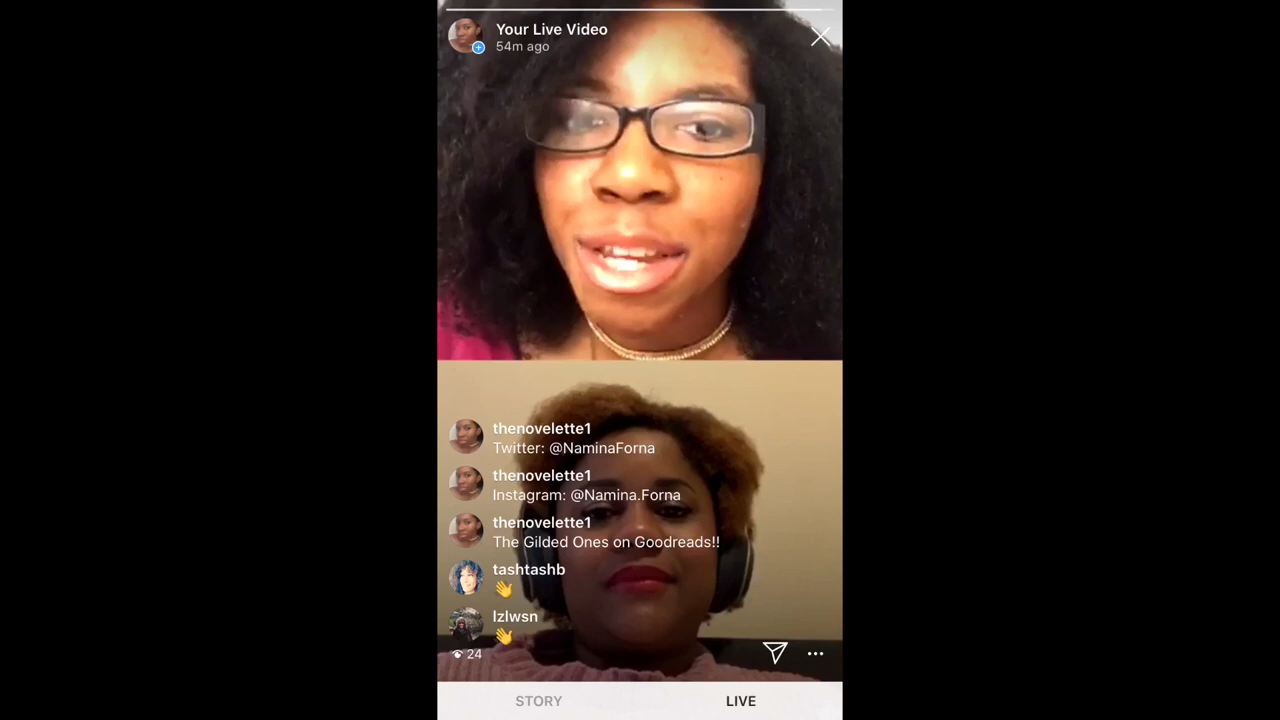 Your Live Video
54m ago
thenovelette1
Twitter: @NaminaForna
thenovelette1
Instagram: @Namina.Forna
thenovelette1
The Gilded Ones on Goodreads!!
tashtashb
👋
lzlwsn
👋
24
STORY
LIVE